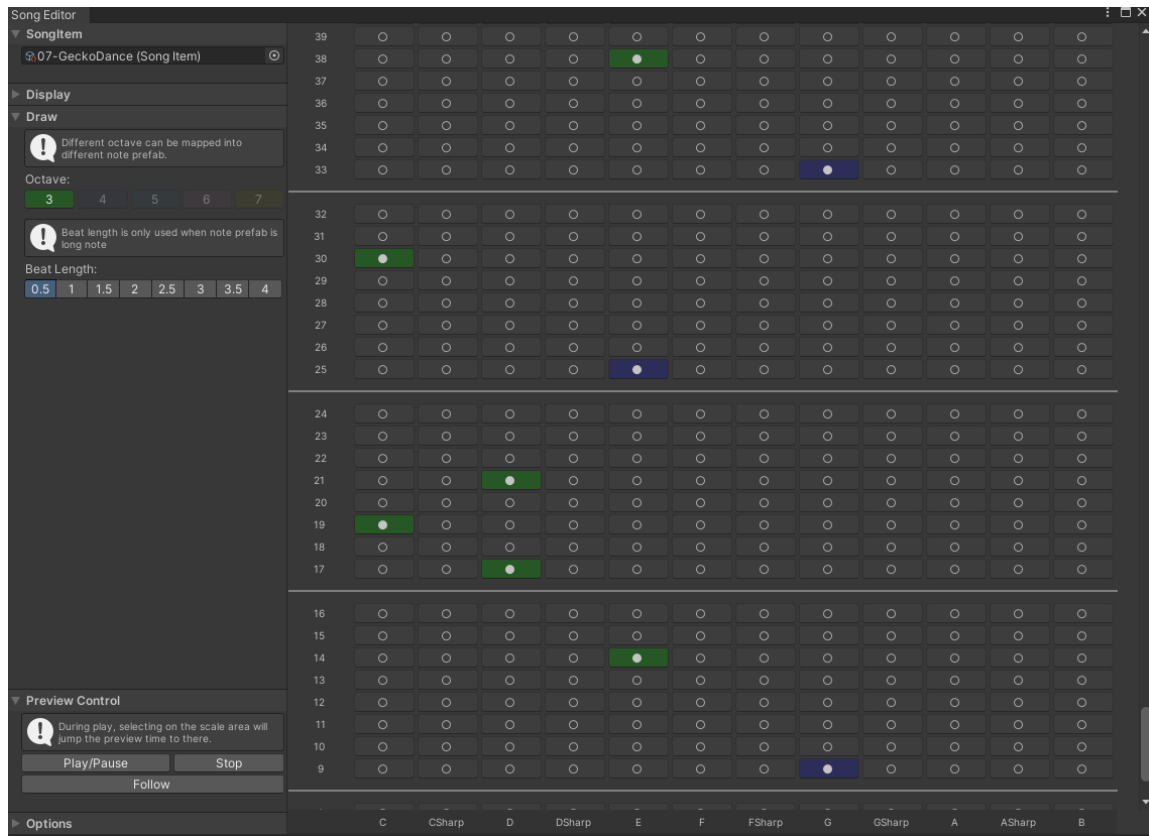 Song Editor
SongItem
07-GeckoDance (Song Item)
Display
Draw
Different octave can be mapped into
different note prefab.
Octave:
3 4 5 6 7
Beat length is only used when note prefab is
long note
Beat Length:
0.5 1 1.5 2 2.5 3 3.5 4
Preview Control
During play, selecting on the scale area will
jump the preview time to there.
Play/Pause Stop
Follow
Options
39
38
37
36
35
34
33
32
31
30
29
28
27
26
25
24
23
22
21
20
19
18
17
16
15
14
13
12
11
10
9
C CSharp D DSharp E F FSharp G GSharp A ASharp B